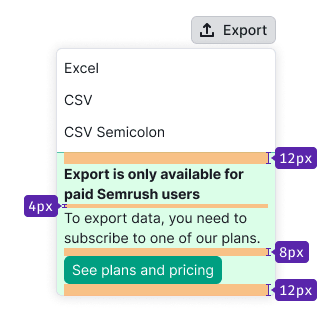 Export
Excel
CSV
CSV Semicolon
12px
Export is only available for
paid Semrush users
4px
To export data, you need to
subscribe to one of our plans.
8px
See plans and pricing
12px